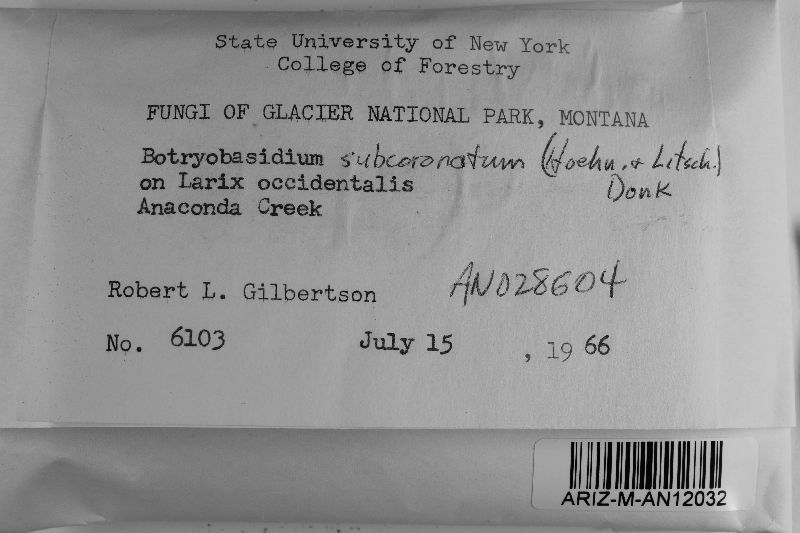 State University of New York
College of Forestry
FUNGI OF GLACIER NATIONAL PARK, MONTANA
Botryobasidium subcoronatum (Hoehn. & Litsch.)
on Larix occidentalis Donk
Anaconda Creek
Robert L. Gilbertson AN028604
No. 6103 July 15 , 19 66
ARIZ-M-AN12032